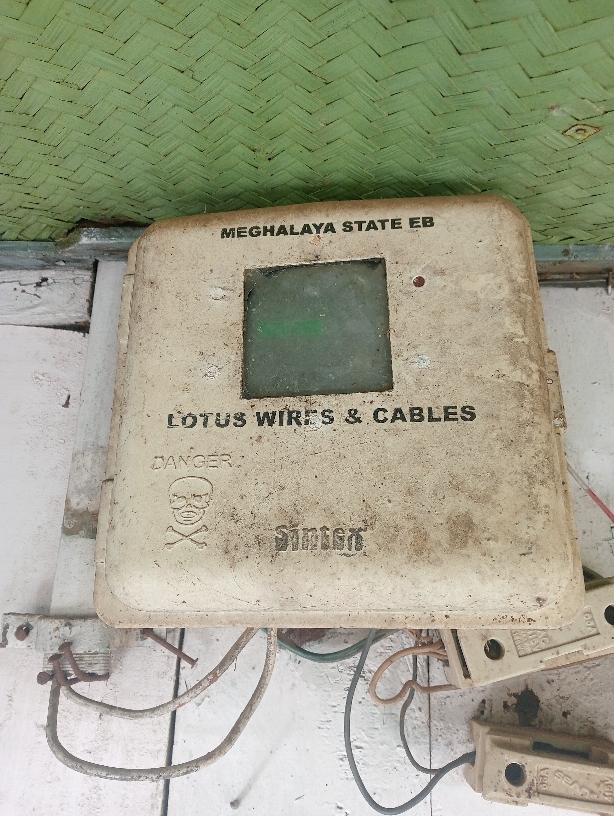 MEGHALAYA STATE EB
LOTUS WIRES & CABLES
DANGER
Sintex